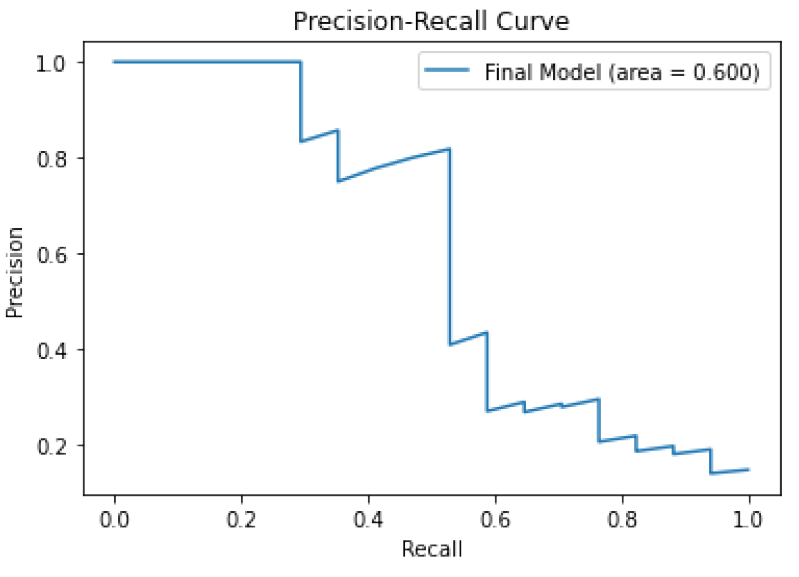 Precision-Recall Curve
Final Model (area = 0.600)
1.0
0.8
0.6
0.4
0.2
Precision
0.0 0.2 0.4 0.6 0.8 1.0
Recall